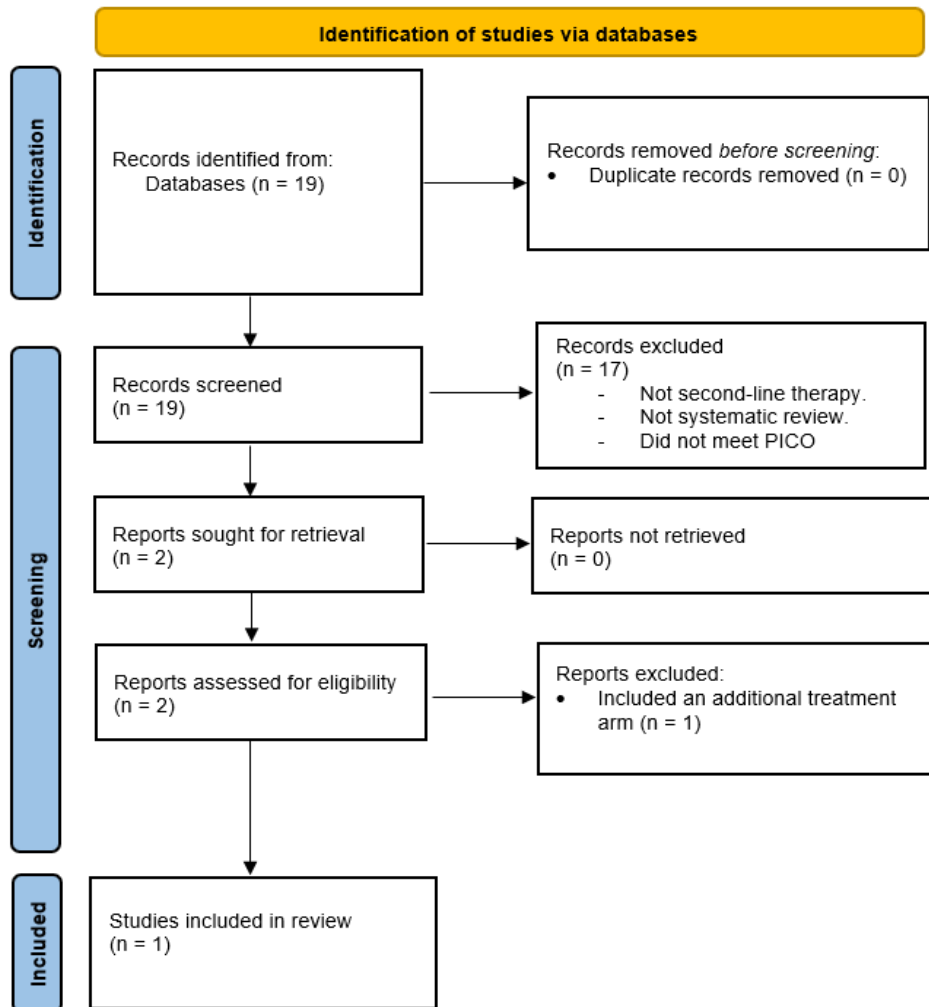 Identification of studies via databases
Identification
Records identified from:
Databases (n = 19)
Records removed before screening:
• Duplicate records removed (n = 0)
Screening
Records screened
(n = 19)
Records excluded
(n = 17)
- Not second-line therapy.
- Not systematic review.
- Did not meet PICO
Reports sought for retrieval
(n = 2)
Reports not retrieved
(n = 0)
Reports assessed for eligibility
(n = 2)
Reports excluded:
• Included an additional treatment
arm (n = 1)
Included
Studies included in review
(n = 1)